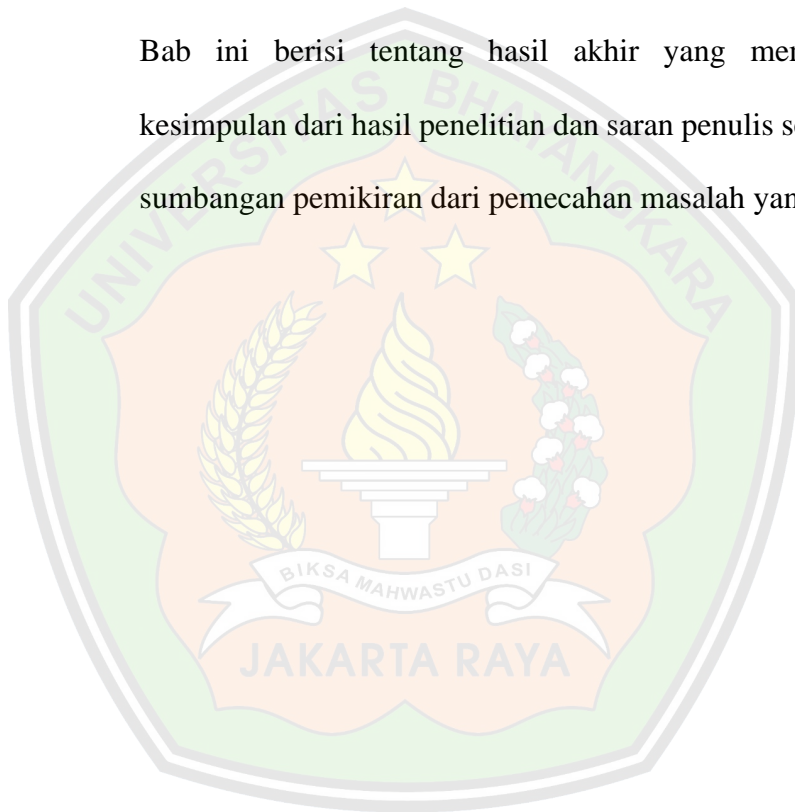 Bab ini berisi tentang hasil akhir yang
kesimpulan dari hasil penelitian dan saran penulis
sumbangan pemikiran dari pemecahan masalah
UNIVERSITAS BHAYANGKARA
BIKSA MAHWASTU DASI
JAKARTA RAYA